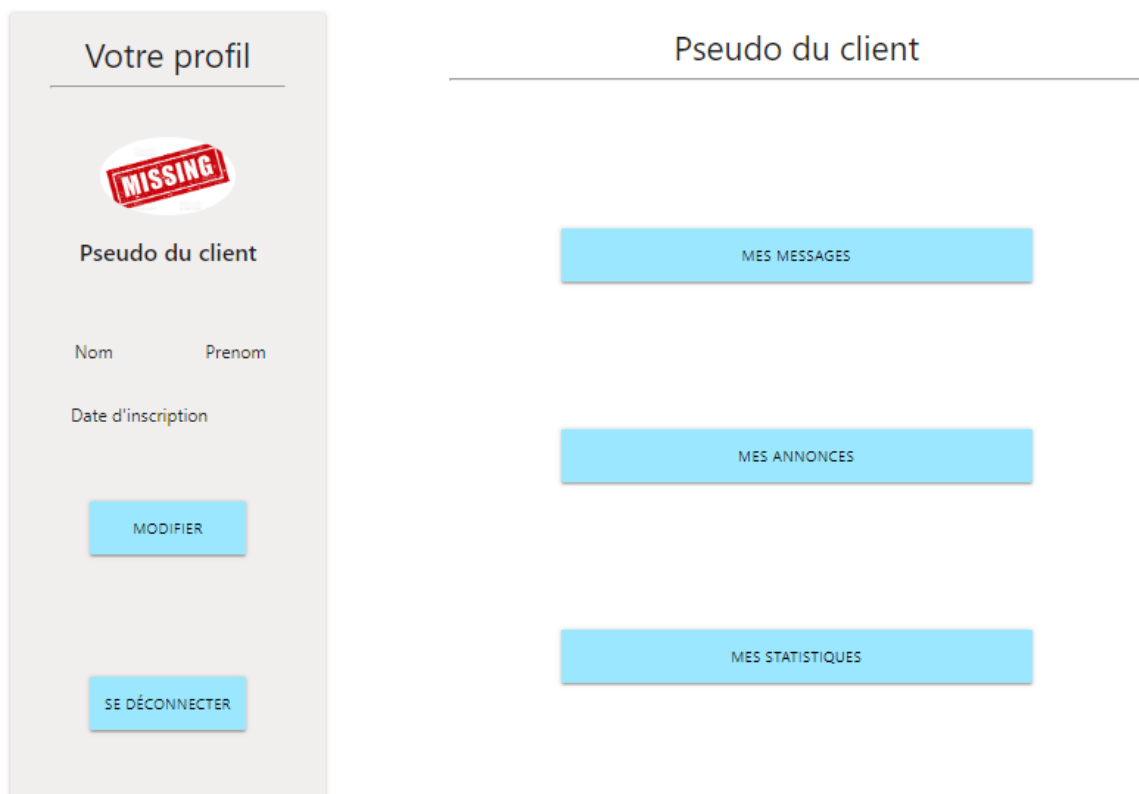 Votre profil
MISSING
Pseudo du client
Nom Prenom
Date d'inscription
MODIFIER
SE DÉCONNECTER
Pseudo du client
MES MESSAGES
MES ANNONCES
MES STATISTIQUES